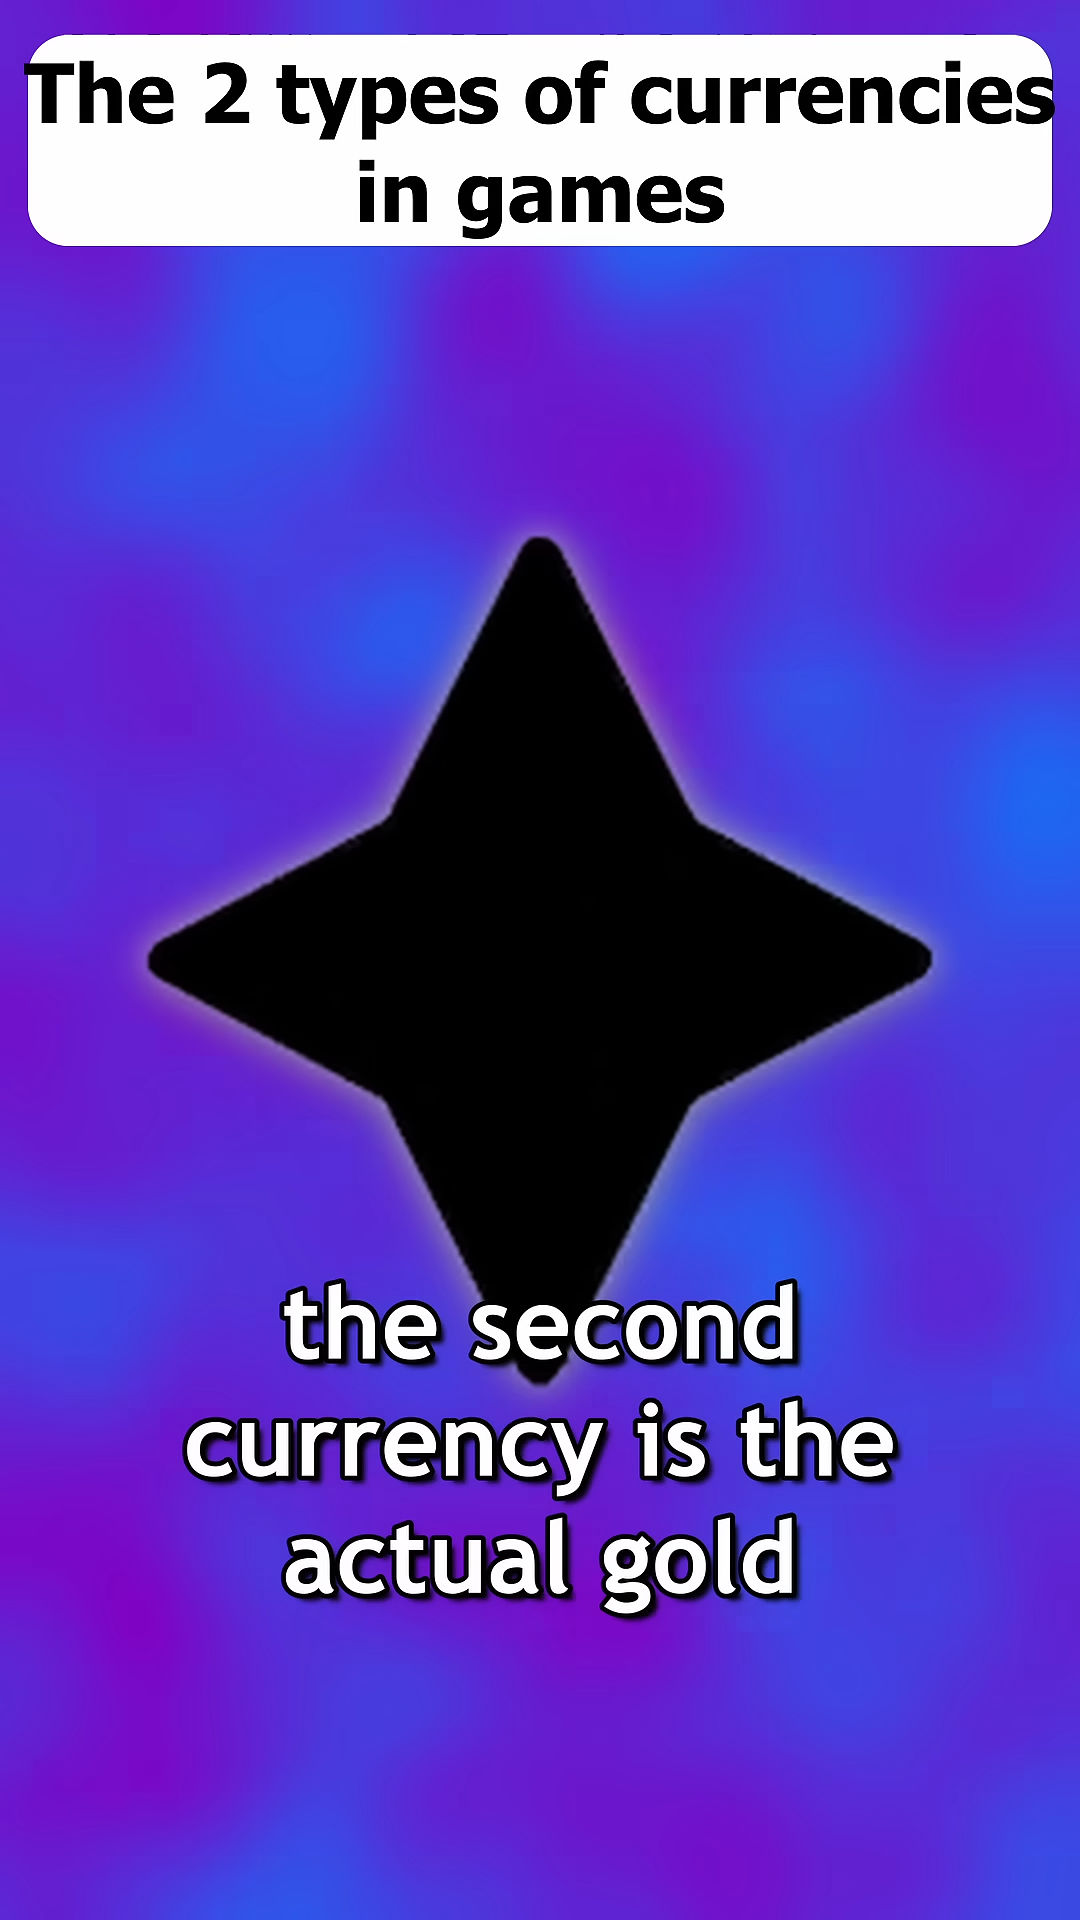 The 2 types of currencies
in games
the second
currency is the
actual gold